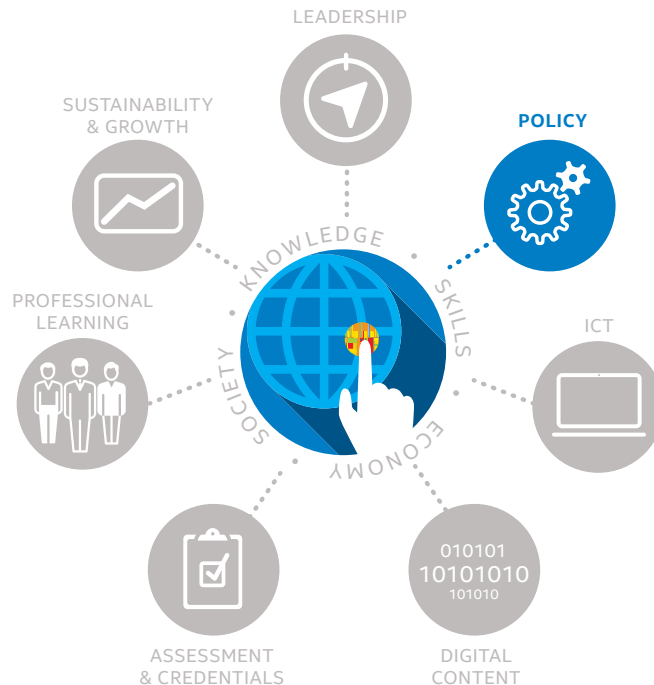 LEADERSHIP
SUSTAINABILITY
& GROWTH
POLICY
KNOWLEDGE
SKILLS
ECONOMY
SOCIETY
PROFESSIONAL
LEARNING
ICT
010101
10101010
101010
ASSESSMENT
& CREDENTIALS
DIGITAL
CONTENT